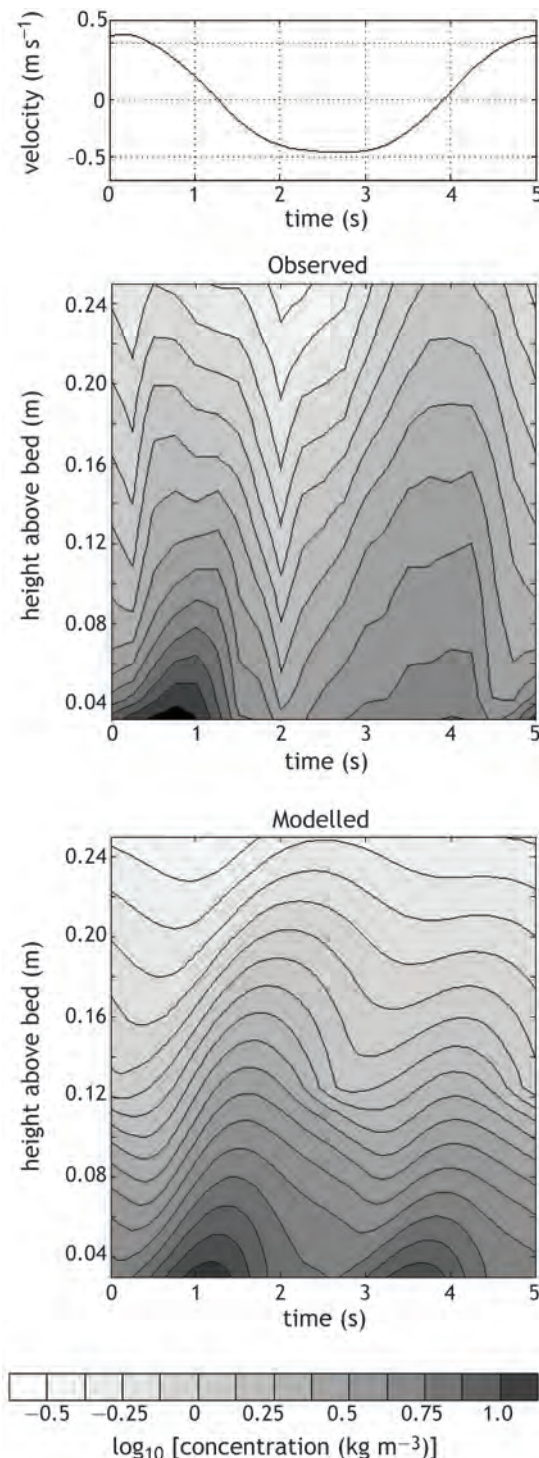 0.5
0
-0.5
velocity (m s⁻¹)
0 1 2 3 4 5
time (s)
Observed
0.24
0.20
0.16
0.12
0.08
0.04
height above bed (m)
0 1 2 3 4 5
time (s)
Modelled
0.24
0.20
0.16
0.12
0.08
0.04
height above bed (m)
0 1 2 3 4 5
time (s)
−0.5 −0.25 0 0.25 0.5 0.75 1.0
log₁₀ [concentration (kg m⁻³)]